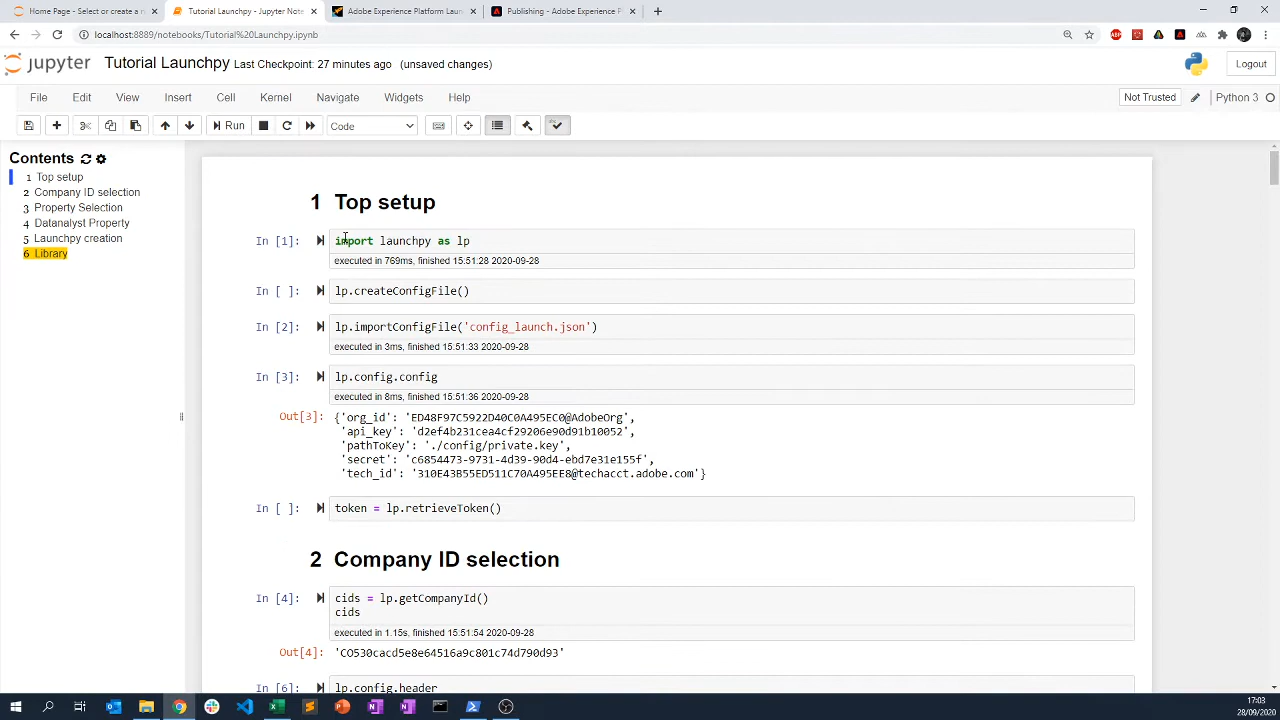 Home Page - Select or create a n
Tutorial Launchpy - Jupyter Note
Adobe Experience Platform Laun
Publishing - Adobe Experience P
localhost:8889/notebooks/Tutorial%20Launchpy.ipynb
jupyter Tutorial Launchpy Last Checkpoint: 27 minutes ago (unsaved changes)
Logout
File Edit View Insert Cell Kernel Navigate Widgets Help
Not Trusted
Python 3
Run
Code
Contents
1 Top setup
2 Company ID selection
3 Property Selection
4 Datanalyst Property
5 Launchpy creation
6 Library
1 Top setup
In [1]: import launchpy as lp
executed in 769ms, finished 15:51:28 2020-09-28
In [ ]: lp.createConfigFile()
In [2]: lp.importConfigFile('config_launch.json')
executed in 3ms, finished 15:51:33 2020-09-28
In [3]: lp.config.config
executed in 8ms, finished 15:51:36 2020-09-28
Out[3]: {'org_id': 'ED48F97C5922D40C0A495EC0@AdobeOrg',
'api_key': 'd2ef4b231cea4cf29206e90d91b10052',
'pathToKey': './config/private.key',
'secret': 'c6854473-9731-4d39-90d4-ebd7e31e155f',
'tech_id': '310E43B55ED511C70A495EE8@techacct.adobe.com'}
In [ ]: token = lp.retrieveToken()
2 Company ID selection
In [4]: cids = lp.getCompanyId()
cids
executed in 1.15s, finished 15:51:54 2020-09-28
Out[4]: 'CO530cacd5e8e64516a9c801c74d790d93'
In [6]: lp.config.header
17:03
28/09/2020